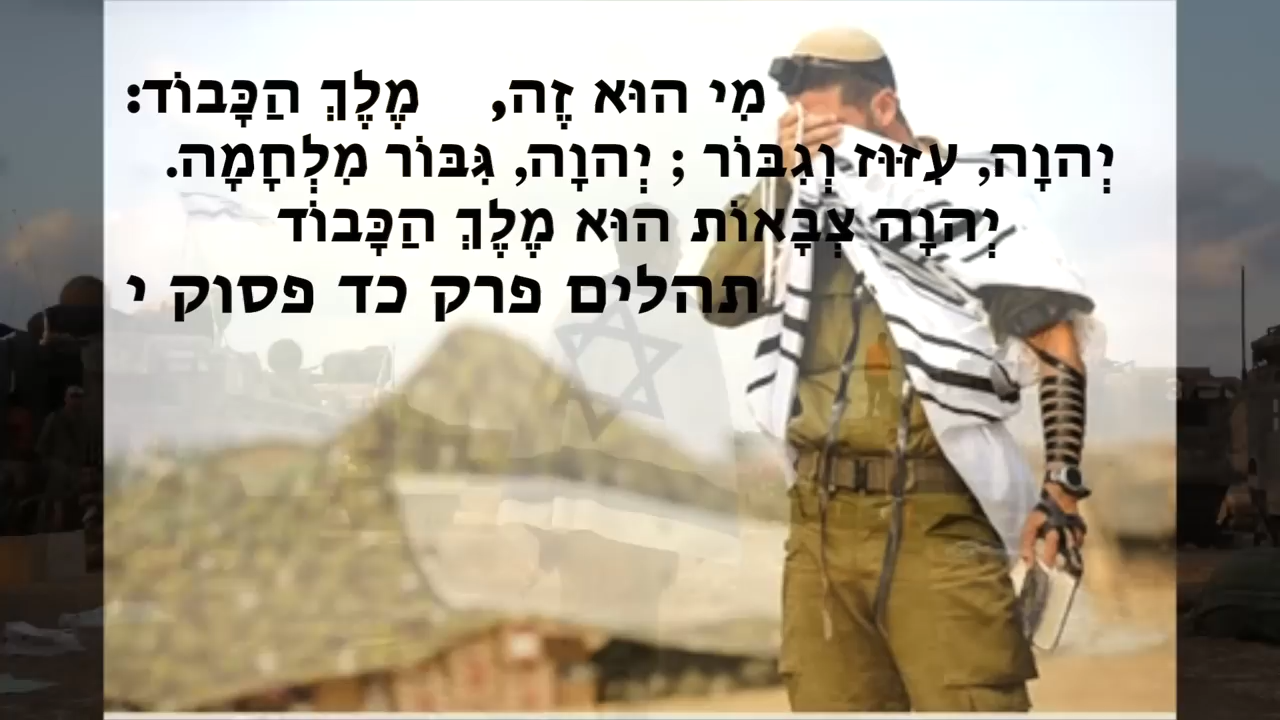 מִי הוּא זֶה, מֶלֶךְ הַכָּבוֹד:
יְהוָה, עִזּוּז וְגִבּוֹר ; יְהוָה, גִּבּוֹר מִלְחָמָה.
יְהוָה צְבָאוֹת הוּא מֶלֶךְ הַכָּבוֹד
תהלים פרק כד פסוק י